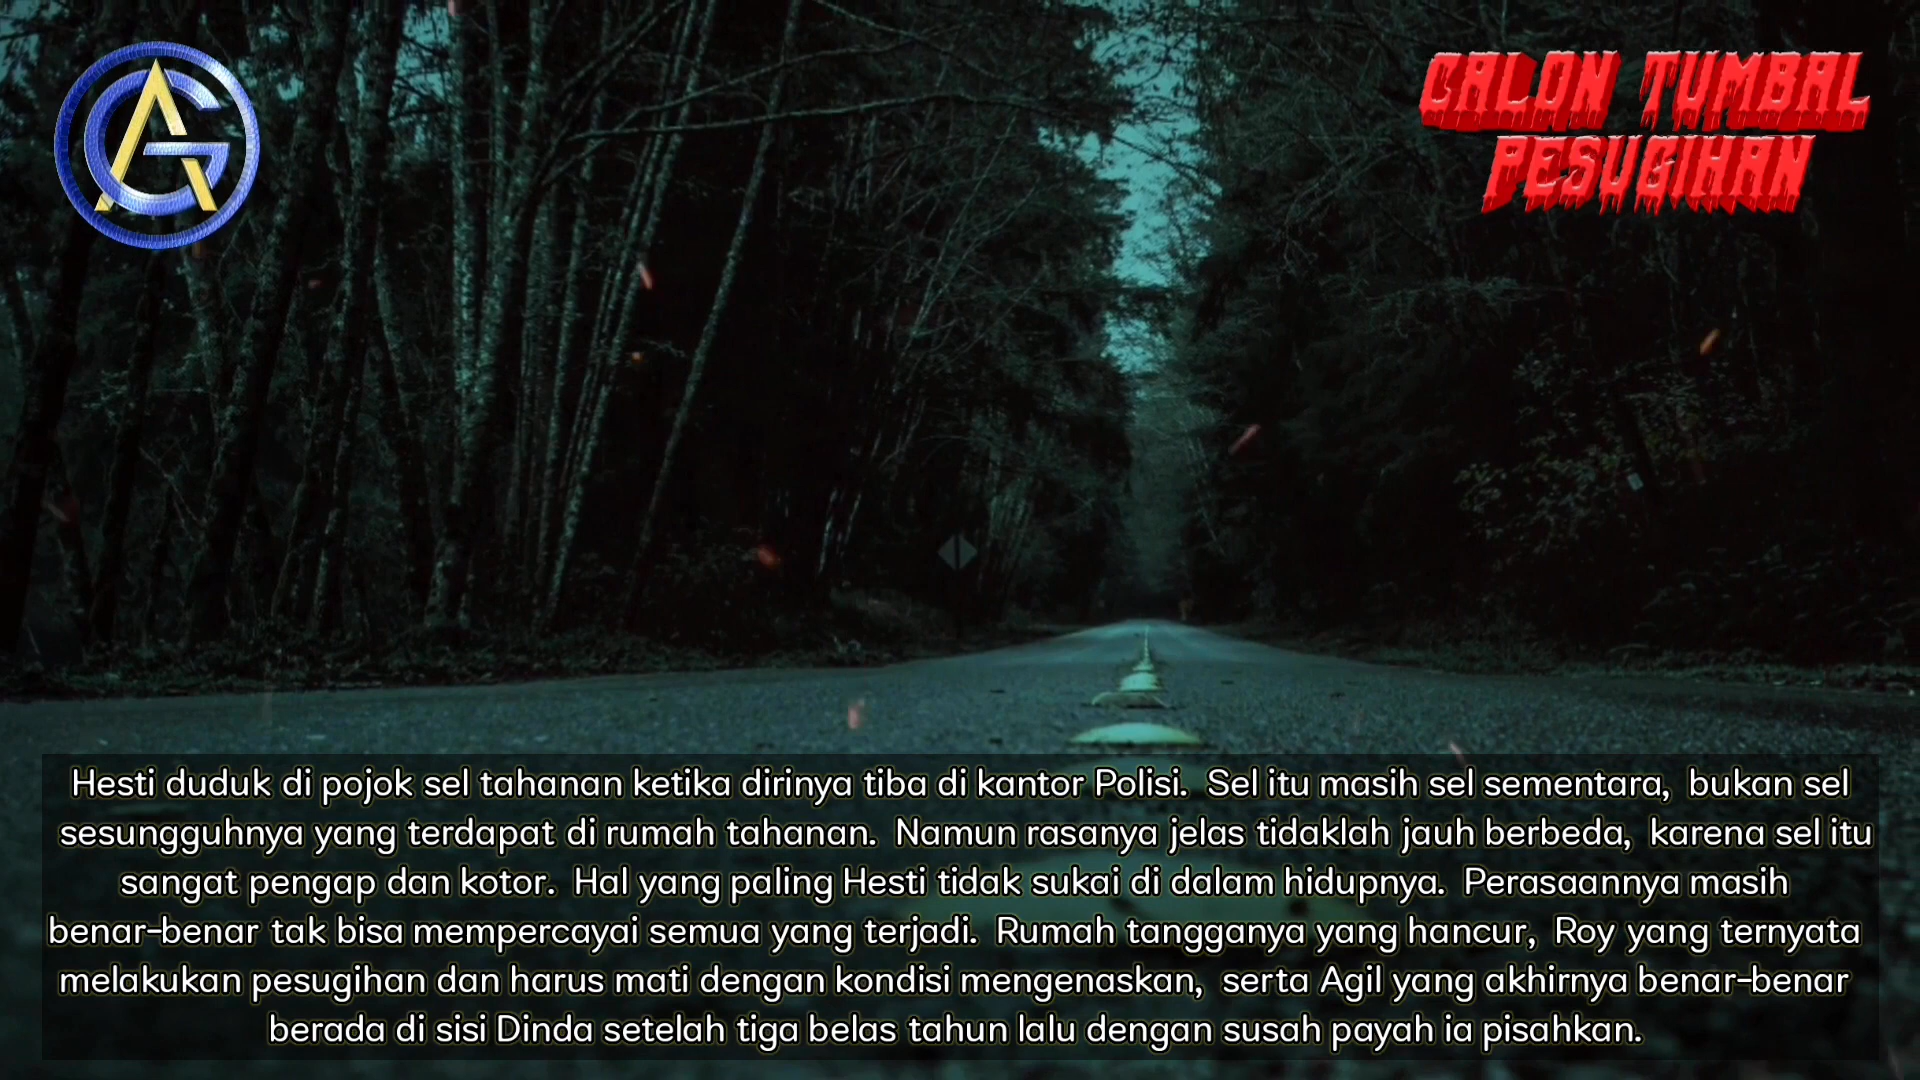 CALON TUMBAL
PESUGIHAN
Hesti duduk di pojok sel tahanan ketika dirinya tiba di kantor Polisi. Sel itu masih sel sementara, bukan sel
sesungguhnya yang terdapat di rumah tahanan. Namun rasanya jelas tidaklah jauh berbeda, karena sel itu
sangat pengap dan kotor. Hal yang paling Hesti tidak sukai di dalam hidupnya. Perasaannya masih
benar-benar tak bisa mempercayai semua yang terjadi. Rumah tangganya yang hancur, Roy yang ternyata
melakukan pesugihan dan harus mati dengan kondisi mengenaskan, serta Agil yang akhirnya benar-benar
berada di sisi Dinda setelah tiga belas tahun lalu dengan susah payah ia pisahkan.